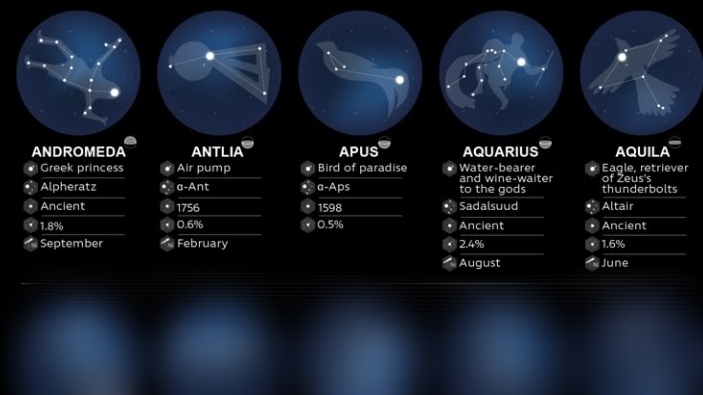 ANDROMEDA
Greek princess
Alpheratz
Ancient
1.8%
September
ANTLIA
Air pump
α-Ant
1756
0.6%
February
APUS
Bird of paradise
α-Aps
1598
0.5%
AQUARIUS
Water-bearer
and wine-waiter
to the gods
Sadalsuud
Ancient
2.4%
August
AQUILA
Eagle, retriever
of Zeus's
thunderbolts
Altair
Ancient
1.6%
June